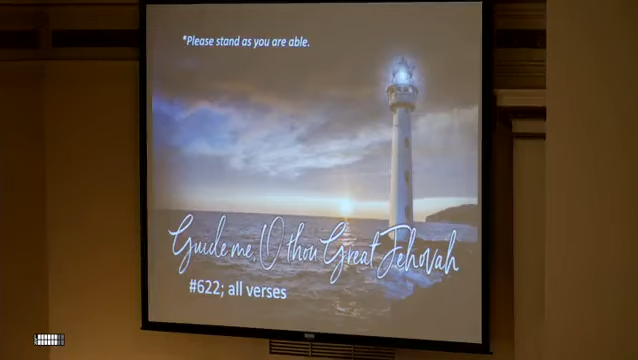 *Please stand as you are able.
Guide me, O thou Great Jehovah
#622; all verses